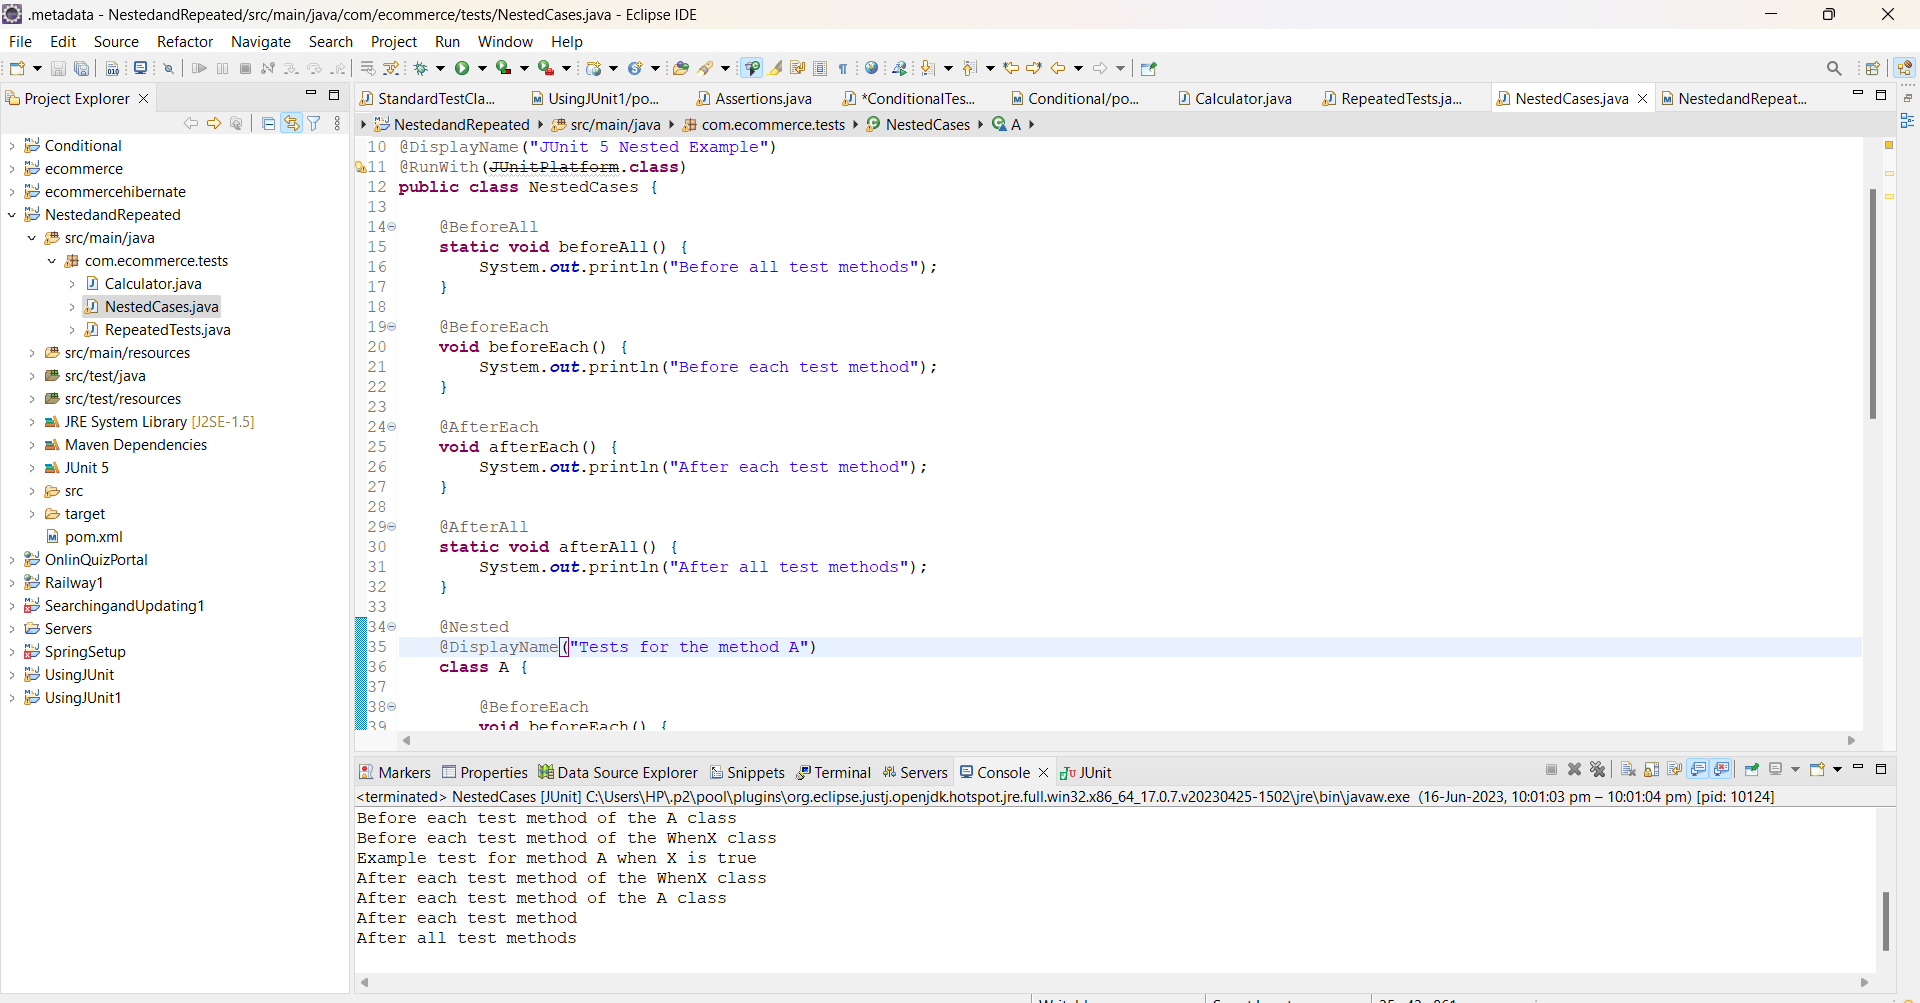 .metadata - NestedandRepeated/src/main/java/com/ecommerce/tests/NestedCases.java - Eclipse IDE
File Edit Source Refactor Navigate Search Project Run Window Help
Project Explorer
Conditional
ecommerce
ecommercehibernate
NestedandRepeated
src/main/java
com.ecommerce.tests
Calculator.java
NestedCases.java
RepeatedTests.java
src/main/resources
src/test/java
src/test/resources
JRE System Library [J2SE-1.5]
Maven Dependencies
JUnit 5
src
target
pom.xml
OnlinQuizPortal
Railway1
SearchingandUpdating1
Servers
SpringSetup
UsingJUnit
UsingJUnit1
StandardTestCla... UsingJUnit1/po... Assertions.java *ConditionalTes... Conditional/po... Calculator.java RepeatedTests.ja... NestedCases.java NestedandRepeat...
NestedandRepeated src/main/java com.ecommerce.tests NestedCases A
10 @DisplayName("JUnit 5 Nested Example")
11 @RunWith(JUnitPlatform.class)
12 public class NestedCases {
13
14 @BeforeAll
15 static void beforeAll() {
16 System.out.println("Before all test methods");
17 }
18
19 @BeforeEach
20 void beforeEach() {
21 System.out.println("Before each test method");
22 }
23
24 @AfterEach
25 void afterEach() {
26 System.out.println("After each test method");
27 }
28
29 @AfterAll
30 static void afterAll() {
31 System.out.println("After all test methods");
32 }
33
34 @Nested
35 @DisplayName("Tests for the method A")
36 class A {
37
38 @BeforeEach
39 void beforeEach() {
Markers Properties Data Source Explorer Snippets Terminal Servers Console JUnit
<terminated> NestedCases [JUnit] C:\Users\HP\.p2\pool\plugins\org.eclipse.justj.openjdk.hotspot.jre.full.win32.x86_64_17.0.7.v20230425-1502\jre\bin\javaw.exe (16-Jun-2023, 10:01:03 pm – 10:01:04 pm) [pid: 10124]
Before each test method of the A class
Before each test method of the WhenX class
Example test for method A when X is true
After each test method of the WhenX class
After each test method of the A class
After each test method
After all test methods